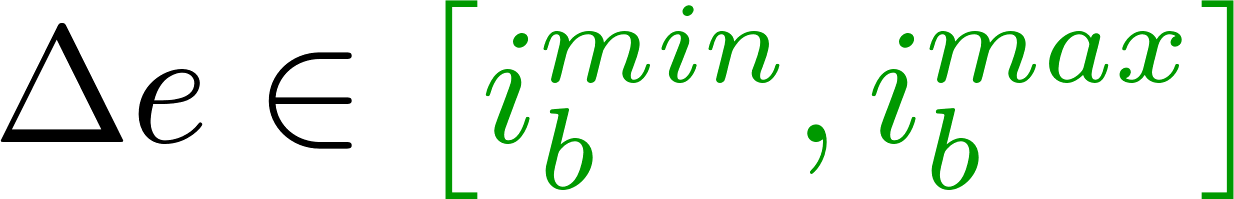 Δe ∈ [i_b^{min}, i_b^{max}]